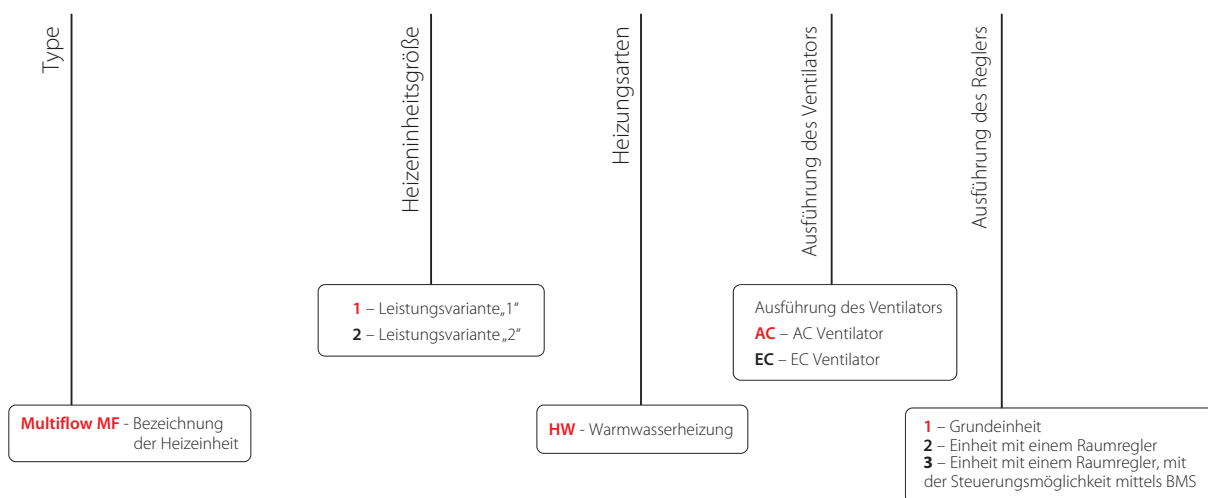 Type
Heizeinheitsgröße
Heizungsarten
Ausführung des Ventilators
Ausführung des Reglers
1 – Leistungsvariante„1“
2 – Leistungsvariante„2“
Ausführung des Ventilators
AC – AC Ventilator
EC – EC Ventilator
Multiflow MF - Bezeichnung
der Heizeinheit
HW - Warmwasserheizung
1 – Grundeinheit
2 – Einheit mit einem Raumregler
3 – Einheit mit einem Raumregler, mit
der Steuerungsmöglichkeit mittels BMS